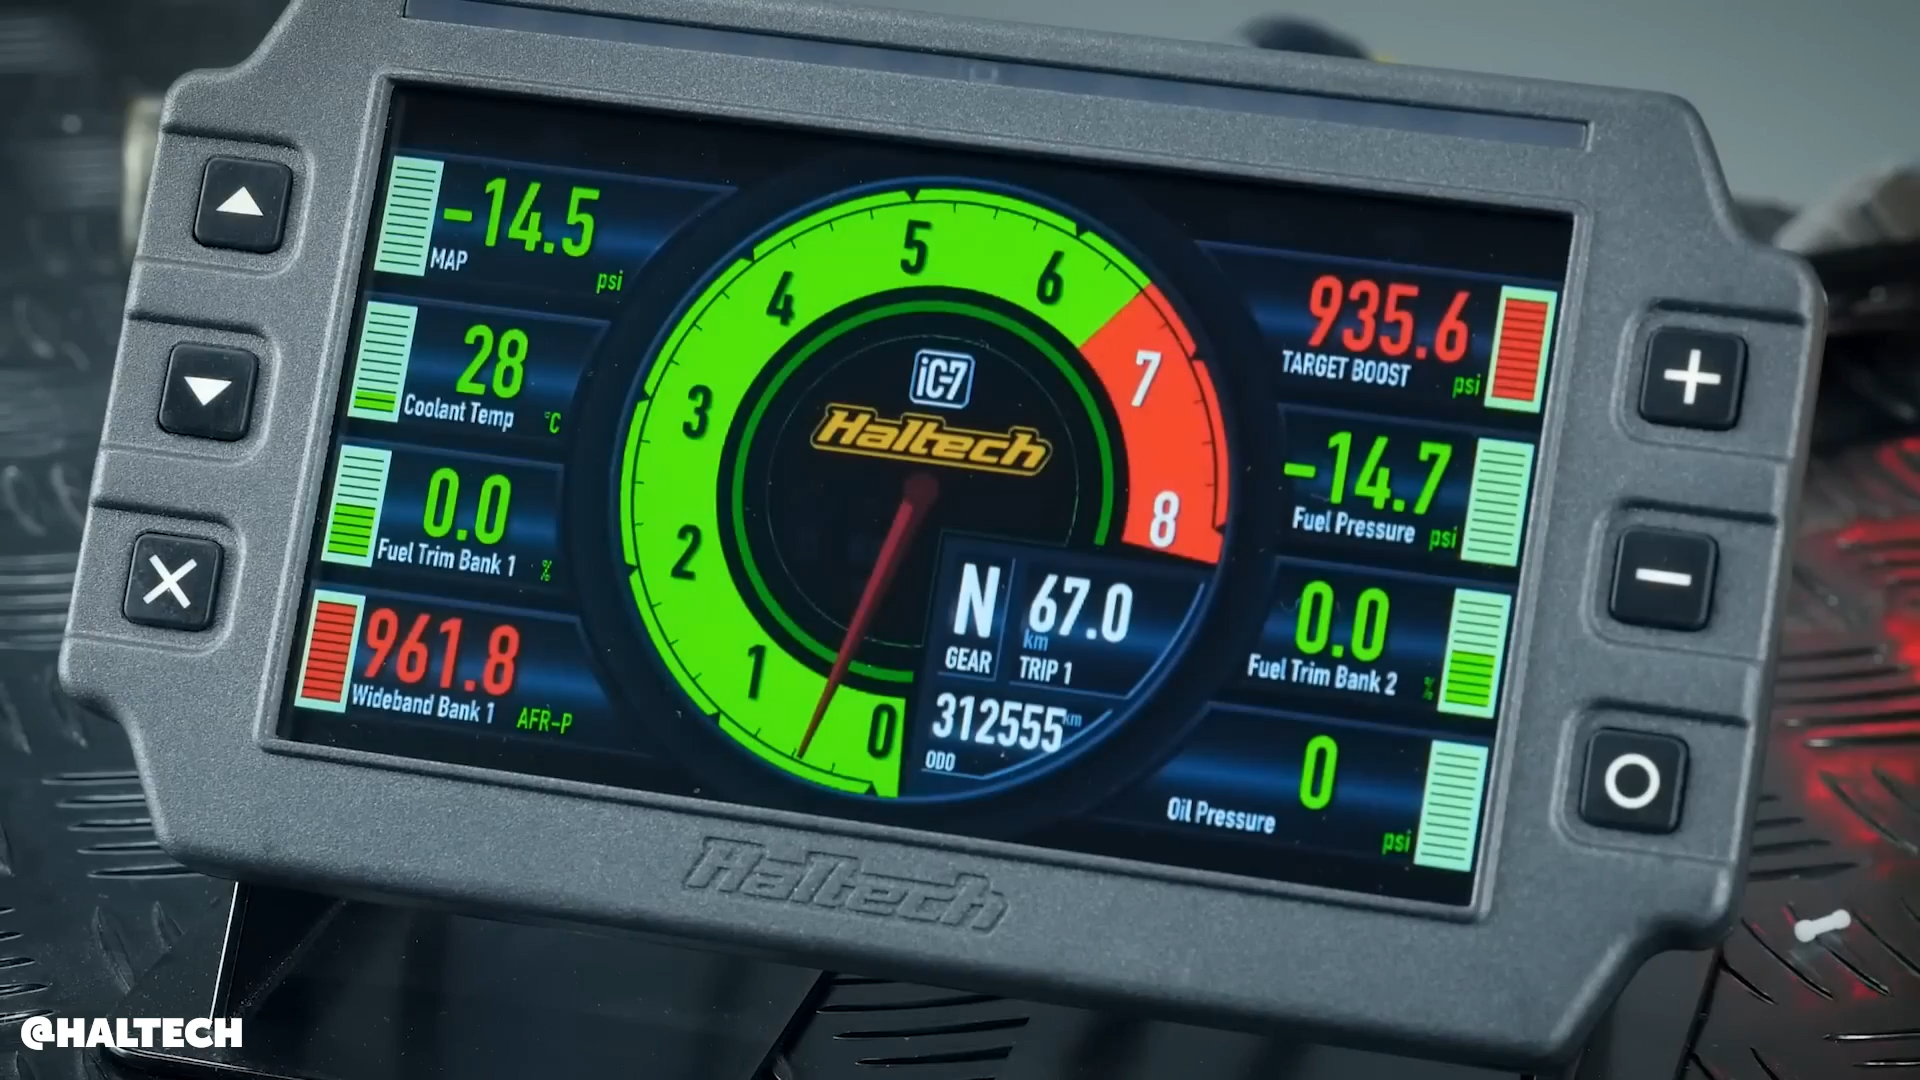 -14.5
MAP psi
28
Coolant Temp °C
0.0
Fuel Trim Bank 1 %
961.8
Wideband Bank 1 AFR-P
0
1
2
3
4
5
6
7
8
iC-7
Haltech
N
GEAR
67.0
km
TRIP 1
312555 km
ODO
935.6
TARGET BOOST psi
-14.7
Fuel Pressure psi
0.0
Fuel Trim Bank 2 %
0
Oil Pressure psi
Haltech
@HALTECH